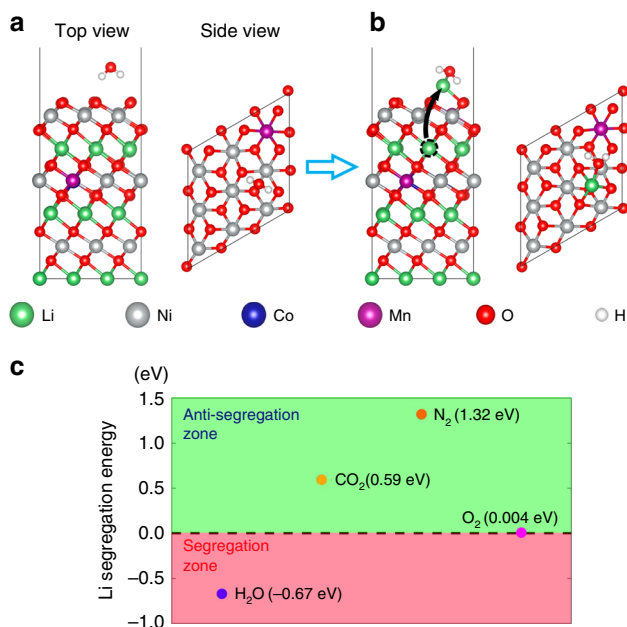 a
Top view
Side view
b
Li
Ni
Co
Mn
O
H
c
(eV)
Li segregation energy
1.5
1.0
0.5
0.0
−0.5
−1.0
Anti-segregation
zone
N₂ (1.32 eV)
CO₂(0.59 eV)
O₂ (0.004 eV)
Segregation
zone
H₂O (−0.67 eV)